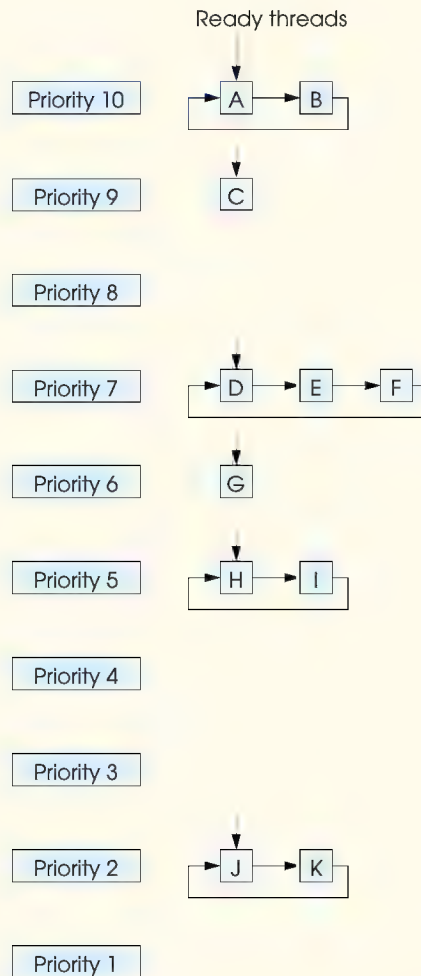 Ready threads
Priority 10 A B
Priority 9 C
Priority 8
Priority 7 D E F
Priority 6 G
Priority 5 H I
Priority 4
Priority 3
Priority 2 J K
Priority 1